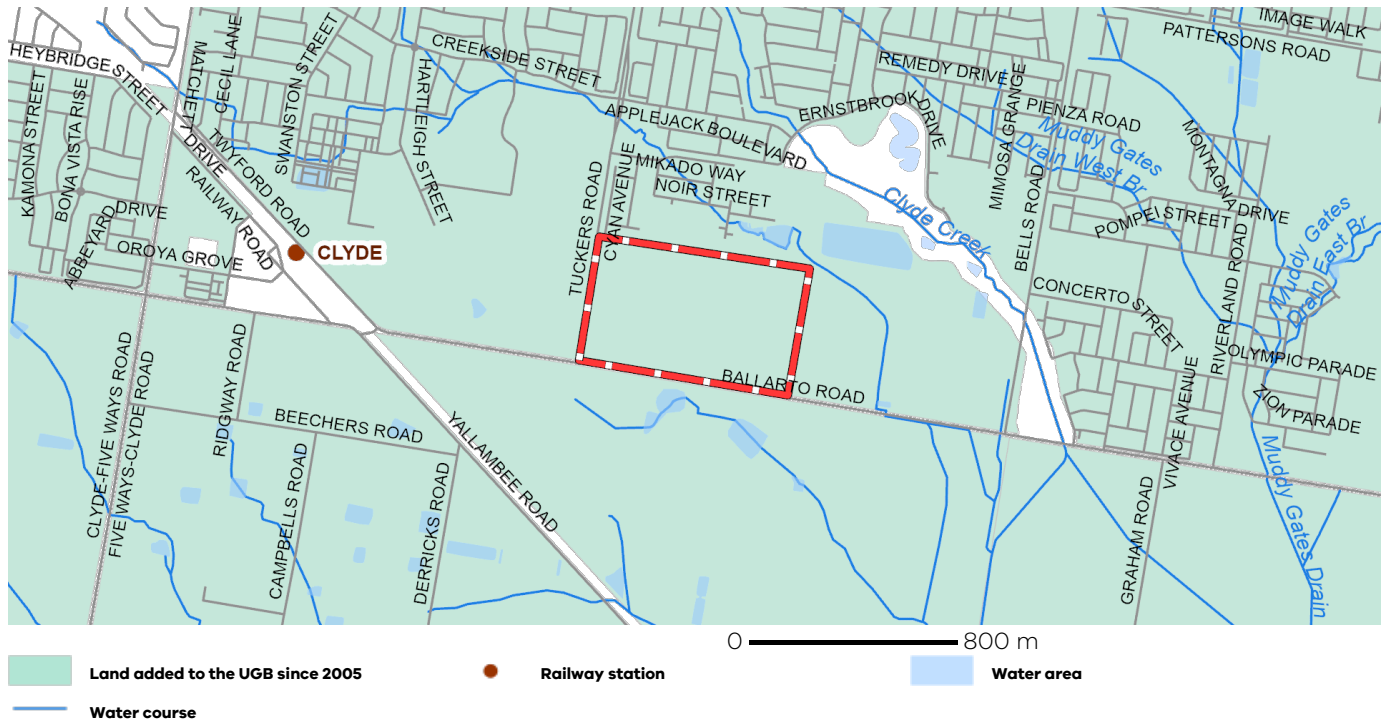 IMAGE WALK
PATTERSONS ROAD
HEYBRIDGE STREET
MATCHETTY DRIVE
CECIL LANE
SWANSTON STREET
CREEKSIDE STREET
HARTLEIGH STREET
REMEDY DRIVE
MIMOSA GRANGE
PIENZA ROAD
ERNSTBROOK DRIVE
APPLEJACK BOULEVARD
KAMONA STREET
BONA VISTA RISE
TWYFORD ROAD
RAILWAY ROAD
Muddy Gates
Drain West Br
MONTAGNA DRIVE
MIKADO WAY
NOIR STREET
TUCKERS ROAD
CYAN AVENUE
Clyde Creek
BELLS ROAD
POMPEI STREET
ABBEYARD
DRIVE
OROYA GROVE
CLYDE
RIVERLAND ROAD
Muddy Gates
Drain East Br
CONCERTO STREET
OLYMPIC PARADE
ZION PARADE
BALLARTO ROAD
VIVACE AVENUE
CLYDE-FIVE WAYS ROAD
FIVE WAYS-CLYDE ROAD
RIDGWAY ROAD
BEECHERS ROAD
CAMPBELLS ROAD
DERRICKS ROAD
YALLAMBEE ROAD
GRAHAM ROAD
Muddy Gates Drain
0 800 m
Land added to the UGB since 2005
Railway station
Water area
Water course